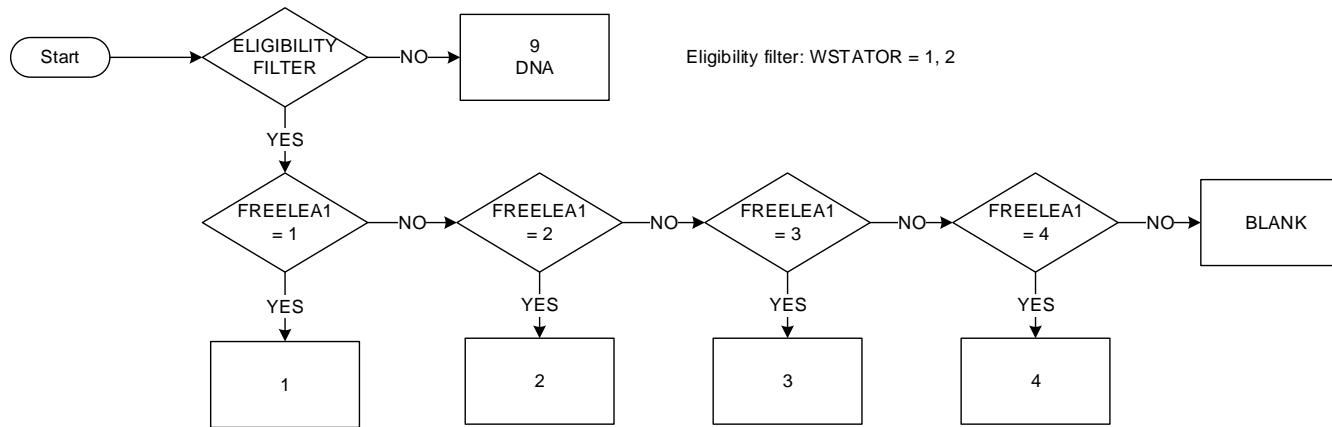 Start
ELIGIBILITY
FILTER
NO
9
DNA
Eligibility filter: WSTATOR = 1, 2
YES
FREELEA1
= 1
NO
FREELEA1
= 2
NO
FREELEA1
= 3
NO
FREELEA1
= 4
NO
BLANK
YES
YES
YES
YES
1
2
3
4